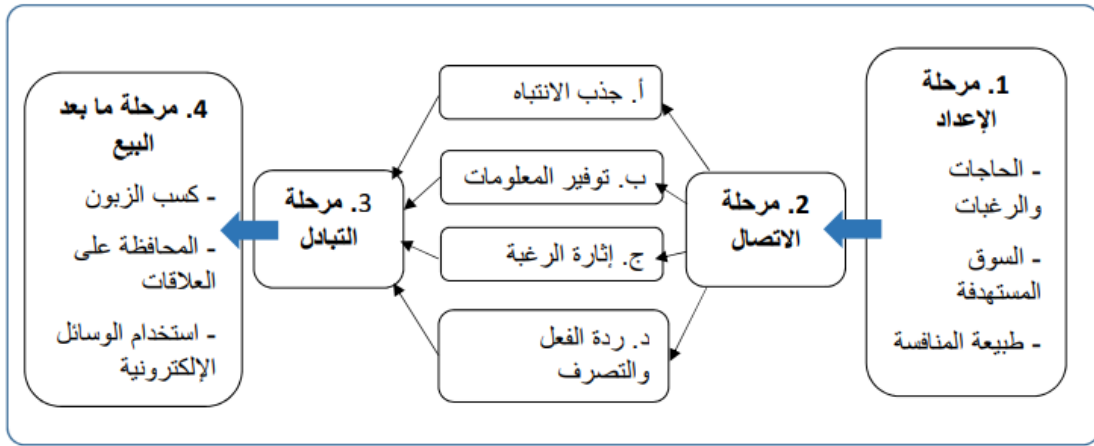 1. مرحلة
الإعداد
- الحاجات
والرغبات
- السوق
المستهدفة
- طبيعة المنافسة
2. مرحلة
الاتصال
أ. جذب الانتباه
ب. توفير المعلومات
ج. إثارة الرغبة
د. ردة الفعل
والتصرف
3. مرحلة
التبادل
4. مرحلة ما بعد
البيع
- كسب الزبون
- المحافظة على
العلاقات
- استخدام الوسائل
الإلكترونية